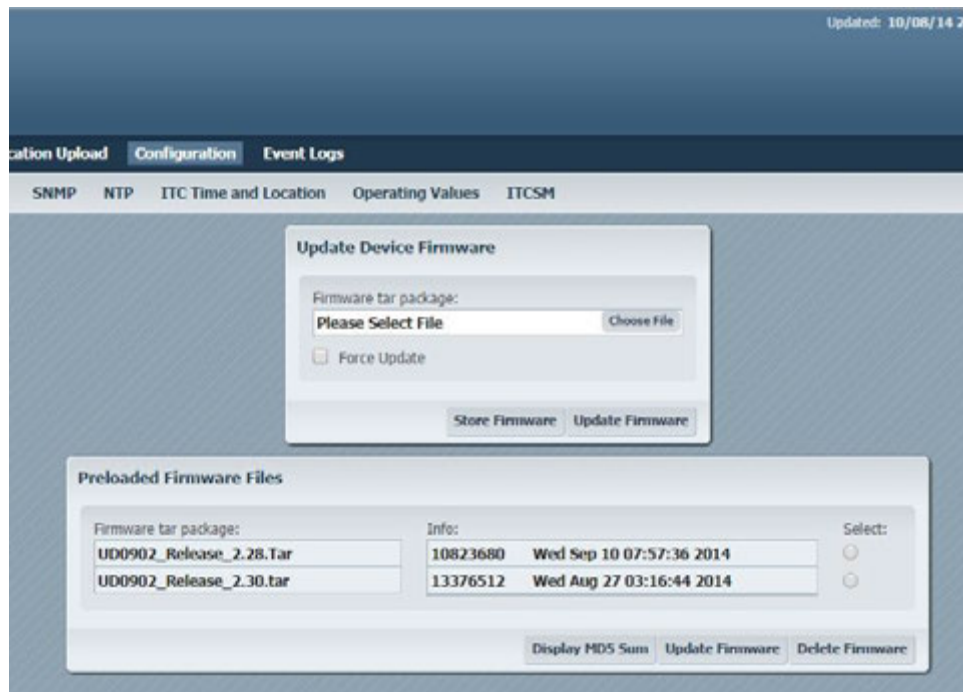 Updated: 10/08/14 2
cation Upload Configuration Event Logs
SNMP NTP ITC Time and Location Operating Values ITCSM
Update Device Firmware
Firmware tar package:
Please Select File Choose File
Force Update
Store Firmware Update Firmware
Preloaded Firmware Files
Firmware tar package: Info: Select:
UD0902_Release_2.28.Tar 10823680 Wed Sep 10 07:57:36 2014
UD0902_Release_2.30.tar 13376512 Wed Aug 27 03:16:44 2014
Display MD5 Sum Update Firmware Delete Firmware